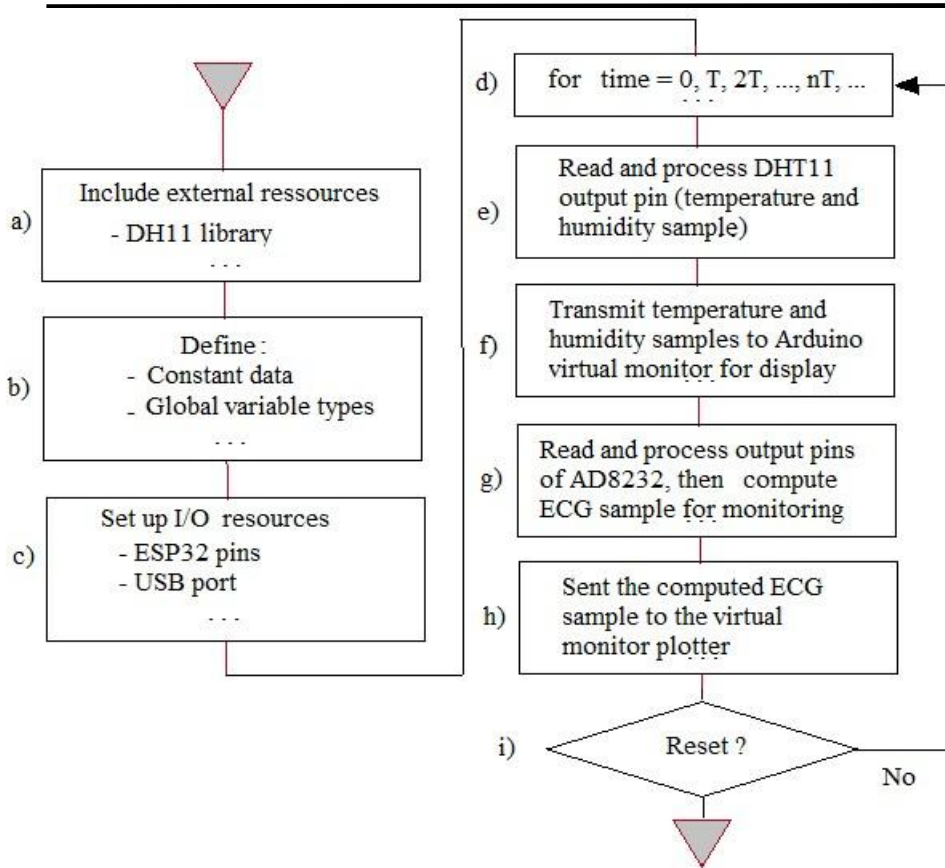 a)
Include external ressources
- DH11 library
. . .
b)
Define :
- Constant data
- Global variable types
. . .
c)
Set up I/O resources
- ESP32 pins
- USB port
. . .
d)
for time = 0, T, 2T, ..., nT, ...
. . .
e)
Read and process DHT11
output pin (temperature and
humidity sample)
f)
Transmit temperature and
humidity samples to Arduino
virtual monitor for display
. . .
g)
Read and process output pins
of AD8232, then compute
ECG sample for monitoring
. . .
h)
Sent the computed ECG
sample to the virtual
monitor plotter
. . .
i)
Reset ?
No